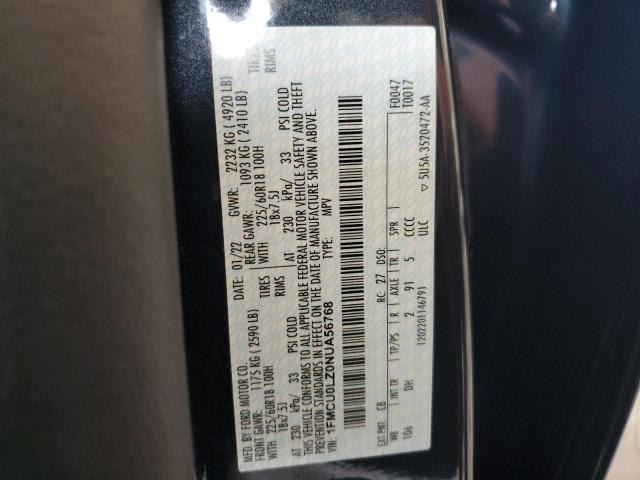 MFD. BY FORD MOTOR CO.
DATE: 01/22 GVWR: 2232 KG ( 4920 LB)
FRONT GAWR: 1175 KG ( 2590 LB) REAR GAWR: 1093 KG ( 2410 LB)
WITH 225/60R18 100H TIRES WITH 225/60R18 100H TIRES
18x7.5J RIMS 18x7.5J RIMS
AT 230 kPa/ 33 PSI COLD AT 230 kPa/ 33 PSI COLD
THIS VEHICLE CONFORMS TO ALL APPLICABLE FEDERAL MOTOR VEHICLE SAFETY AND THEFT
PREVENTION STANDARDS IN EFFECT ON THE DATE OF MANUFACTURE SHOWN ABOVE.
VIN: 1FMCU0LZ0NUA56768 TYPE: MPV
F0047
T0017
EXT PNT: CB RC: 27 DSO:
WB INT TR TP/PS R AXLE TR SPR
106 DH 2 91 5 CCCC
ULC
1202201146791 5U5A-3520472-AA